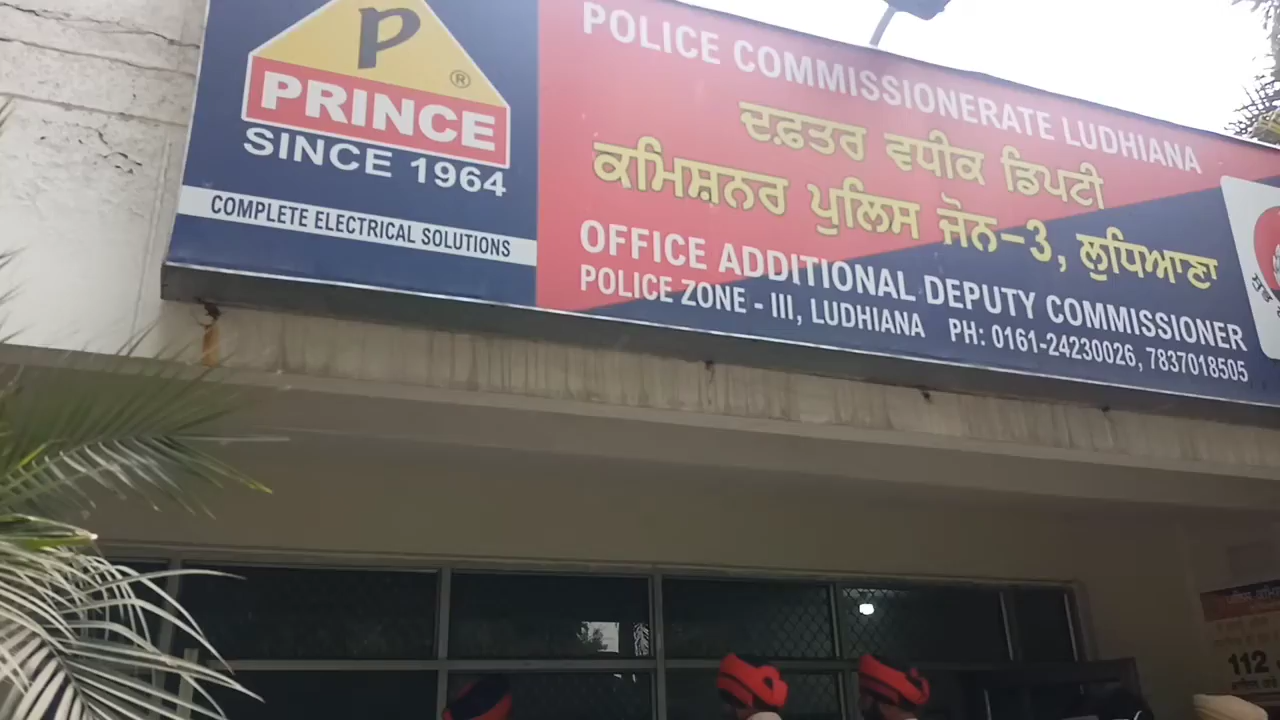 P
®
PRINCE
SINCE 1964
COMPLETE ELECTRICAL SOLUTIONS
POLICE COMMISSIONERATE LUDHIANA
ਦਫ਼ਤਰ ਵਧੀਕ ਡਿਪਟੀ
ਕਮਿਸ਼ਨਰ ਪੁਲਿਸ ਜੋਨ-3, ਲੁਧਿਆਣਾ
OFFICE ADDITIONAL DEPUTY COMMISSIONER
POLICE ZONE - III, LUDHIANA PH: 0161-24230026, 7837018505
112